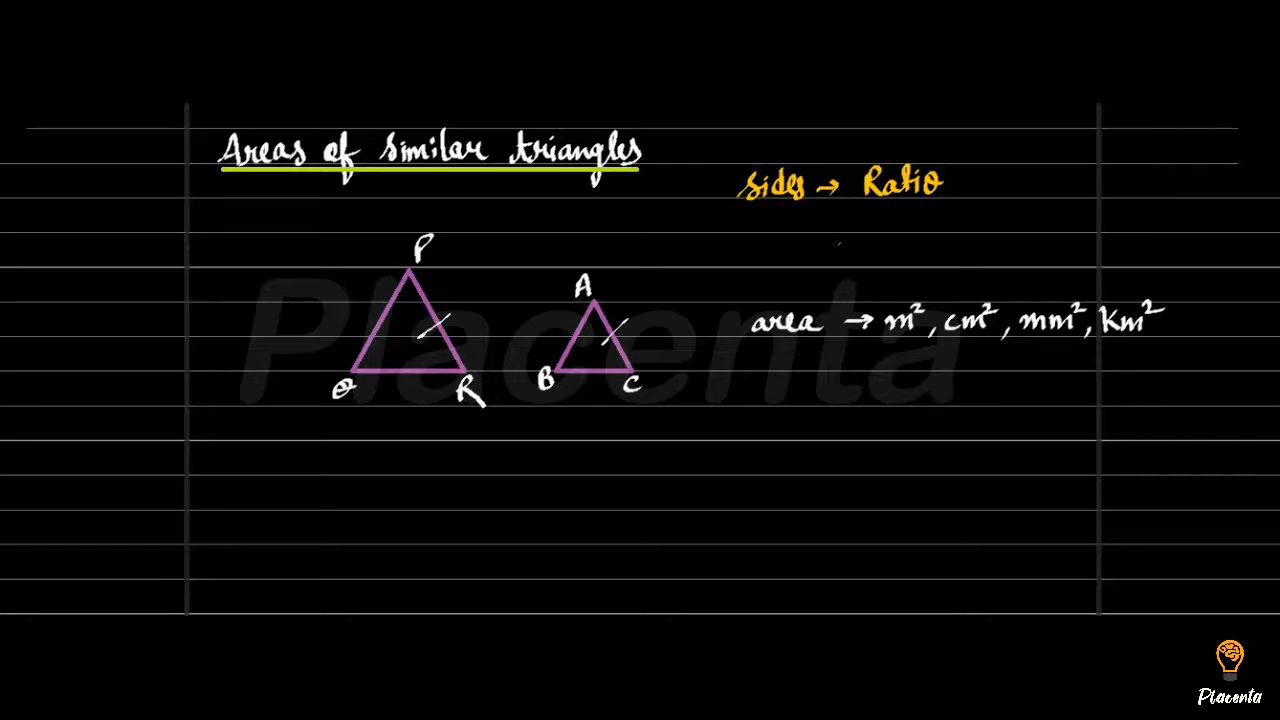 Areas of similar triangles
Sides → Ratio
P
A
area → m², cm², mm², Km²
Q R B C
Placenta
Placenta